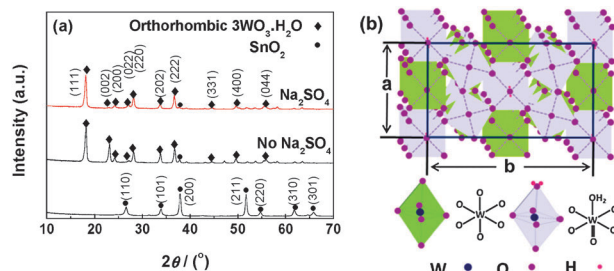 (a)
◆ Orthorhombic 3WO₃.H₂O
● SnO₂
(111)
(002)
(200)
(022)
(220)
(202)
(222)
(331)
(400)
(044)
Na₂SO₄
No Na₂SO₄
(110)
(101)
(200)
(211)
(220)
(310)
(301)
Intensity (a.u.)
10 20 30 40 50 60 70
2θ / (°)
(b)
a
b
O O O W O O O
OH₂ O O W O O O
W O H